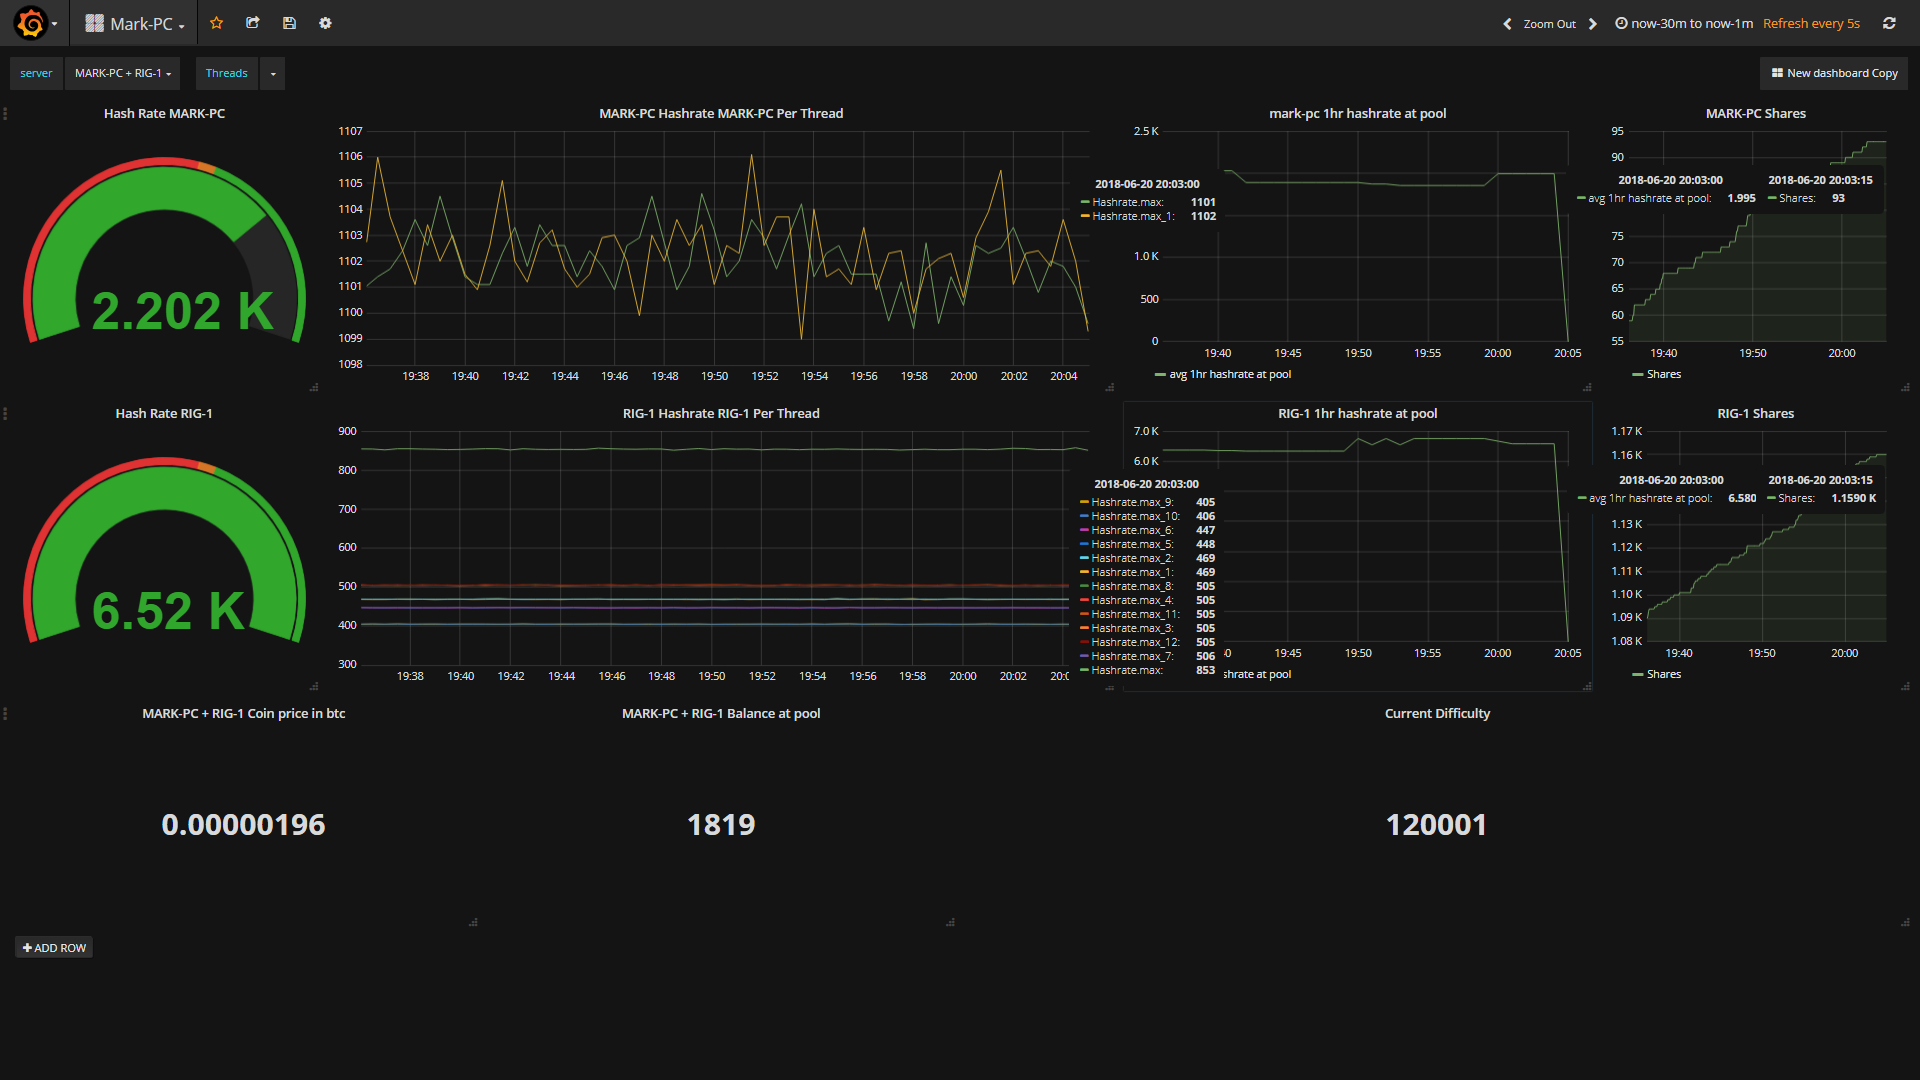 Mark-PC
Zoom Out
now-30m to now-1m
Refresh every 5s
server
MARK-PC + RIG-1
Threads
New dashboard Copy
Hash Rate MARK-PC
2.202 K
MARK-PC Hashrate MARK-PC Per Thread
1107
1106
1105
1104
1103
1102
1101
1100
1099
1098
19:38 19:40 19:42 19:44 19:46 19:48 19:50 19:52 19:54 19:56 19:58 20:00 20:02 20:04
2018-06-20 20:03:00
Hashrate.max: 1101
Hashrate.max_1: 1102
mark-pc 1hr hashrate at pool
2.5 K
1.0 K
500
0
19:40 19:45 19:50 19:55 20:00 20:05
avg 1hr hashrate at pool
MARK-PC Shares
95
90
2018-06-20 20:03:00
avg 1hr hashrate at pool: 1.995
2018-06-20 20:03:15
Shares: 93
75
70
65
60
55
19:40 19:50 20:00
Shares
Hash Rate RIG-1
6.52 K
RIG-1 Hashrate RIG-1 Per Thread
900
800
700
600
500
400
300
19:38 19:40 19:42 19:44 19:46 19:48 19:50 19:52 19:54 19:56 19:58 20:00 20:02 20:0
2018-06-20 20:03:00
Hashrate.max_9: 405
Hashrate.max_10: 406
Hashrate.max_6: 447
Hashrate.max_5: 448
Hashrate.max_2: 469
Hashrate.max_1: 469
Hashrate.max_8: 505
Hashrate.max_4: 505
Hashrate.max_11: 505
Hashrate.max_3: 505
Hashrate.max_12: 505
Hashrate.max_7: 506
Hashrate.max: 853
RIG-1 1hr hashrate at pool
7.0 K
6.0 K
0 19:45 19:50 19:55 20:00 20:05
shrate at pool
RIG-1 Shares
1.17 K
1.16 K
2018-06-20 20:03:00
avg 1hr hashrate at pool: 6.580
2018-06-20 20:03:15
Shares: 1.1590 K
1.13 K
1.12 K
1.11 K
1.10 K
1.09 K
1.08 K
19:40 19:50 20:00
Shares
MARK-PC + RIG-1 Coin price in btc
0.00000196
MARK-PC + RIG-1 Balance at pool
1819
Current Difficulty
120001
ADD ROW